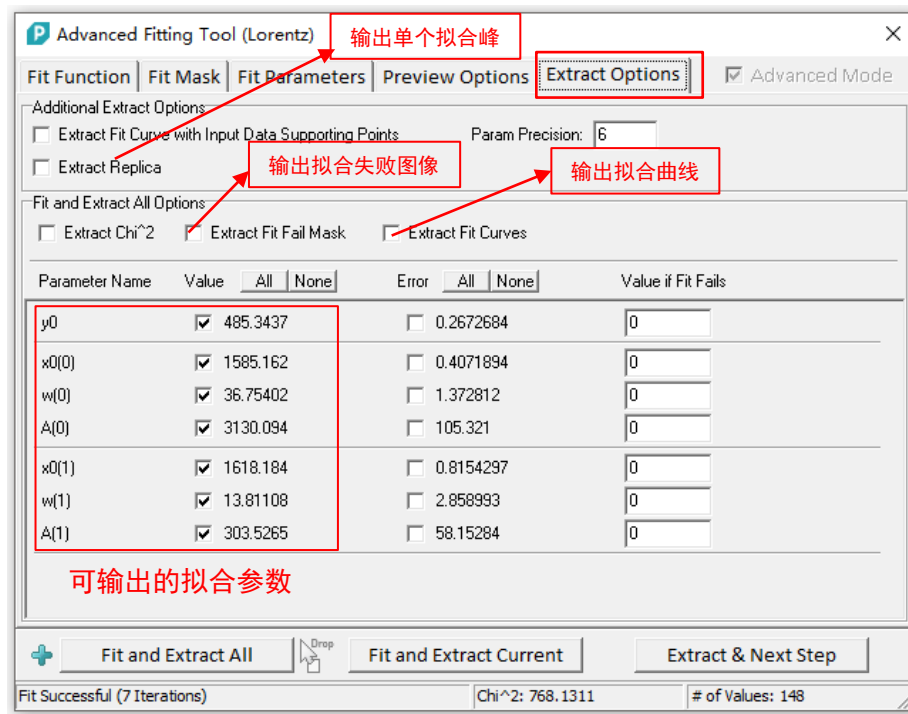 Advanced Fitting Tool (Lorentz)
输出单个拟合峰
Fit Function
Fit Mask
Fit Parameters
Preview Options
Extract Options
Advanced Mode
Additional Extract Options
Extract Fit Curve with Input Data Supporting Points
Param Precision: 6
Extract Replica
输出拟合失败图像
输出拟合曲线
Fit and Extract All Options
Extract Chi^2
Extract Fit Fail Mask
Extract Fit Curves
Parameter Name Value All None Error All None Value if Fit Fails
y0 485.3437 0.2672684 0
x0(0) 1585.162 0.4071894 0
w(0) 36.75402 1.372812 0
A(0) 3130.094 105.321 0
x0(1) 1618.184 0.8154297 0
w(1) 13.81108 2.858993 0
A(1) 303.5265 58.15284 0
可输出的拟合参数
Fit and Extract All
Drop
Fit and Extract Current
Extract & Next Step
Fit Successful (7 Iterations)
Chi^2: 768.1311
# of Values: 148